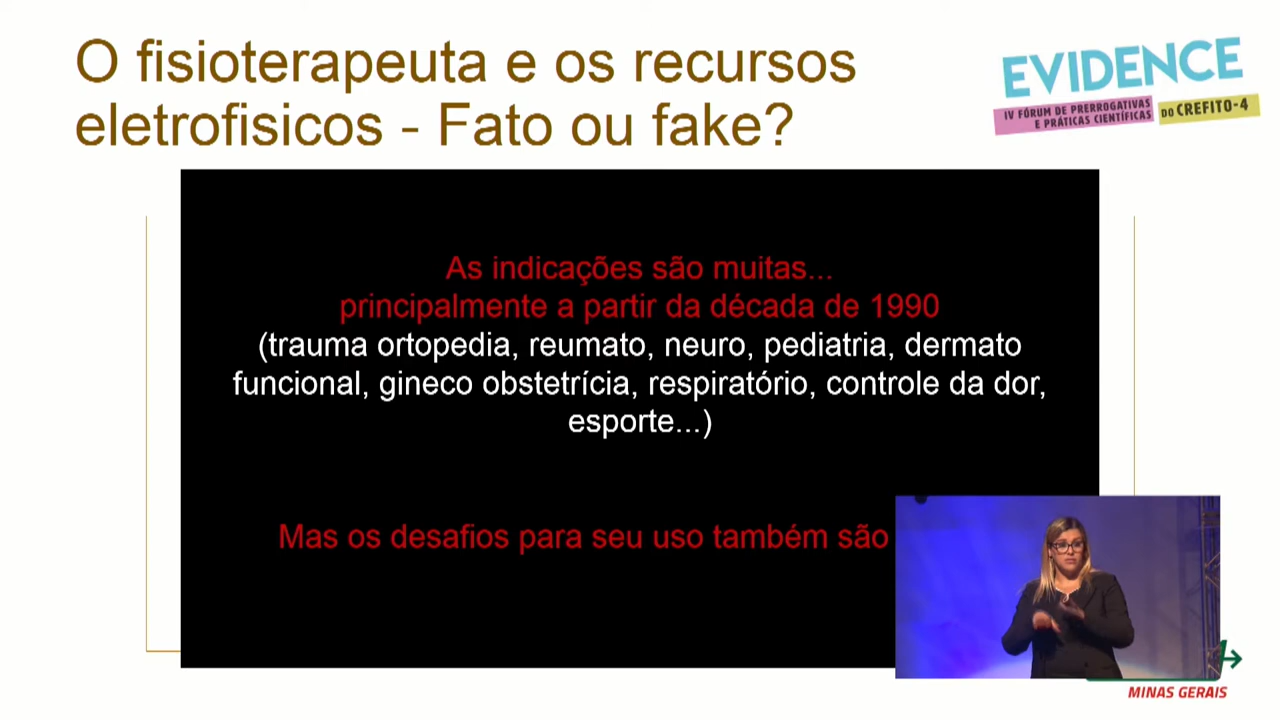 O fisioterapeuta e os recursos
eletrofisicos - Fato ou fake?
EVIDENCE
IV FÓRUM DE PRERROGATIVAS
E PRÁTICAS CIENTÍFICAS
DO CREFITO-4
As indicações são muitas...
principalmente a partir da década de 1990
(trauma ortopedia, reumato, neuro, pediatria, dermato
funcional, gineco obstetrícia, respiratório, controle da dor,
esporte...)
Mas os desafios para seu uso também são
MINAS GERAIS